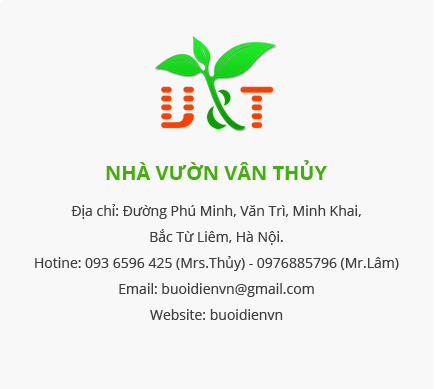 U&T
NHÀ VƯỜN VÂN THỦY
Địa chỉ: Đường Phú Minh, Văn Trì, Minh Khai,
Bắc Từ Liêm, Hà Nội.
Hotine: 093 6596 425 (Mrs.Thủy) - 0976885796 (Mr.Lâm)
Email: buoidienvn@gmail.com
Website: buoidienvn